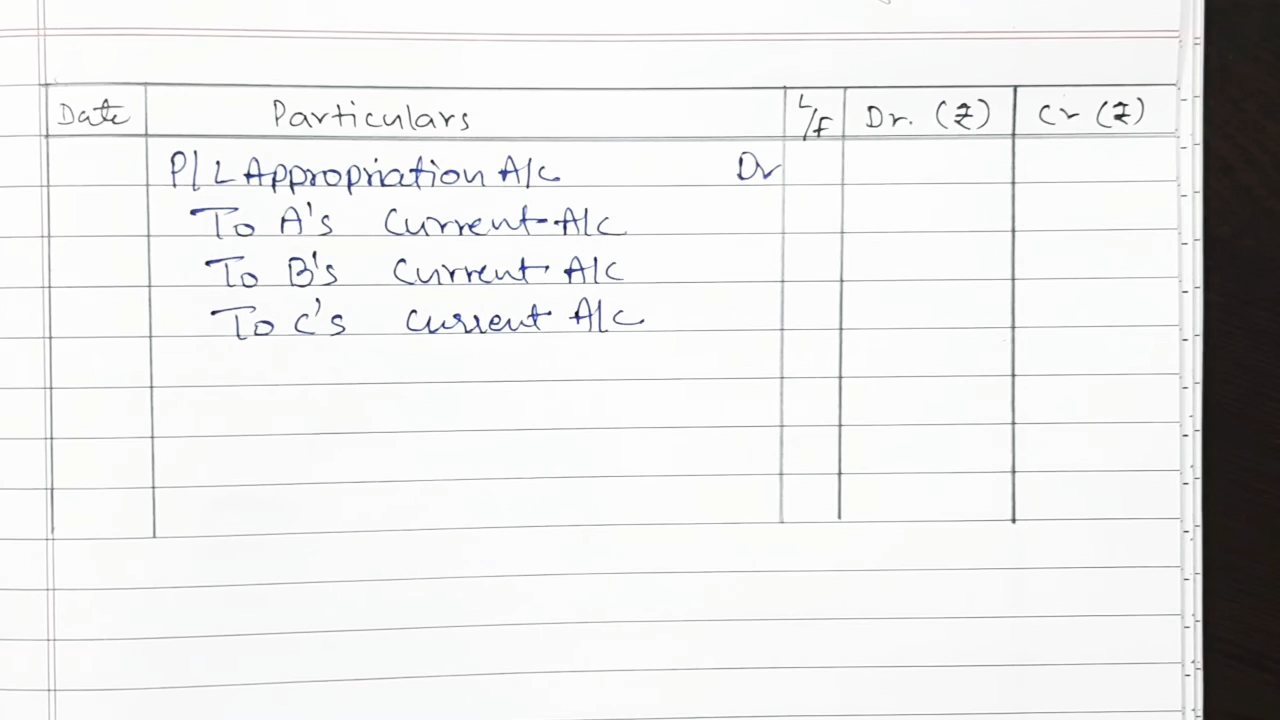 Date Particulars L/F Dr. (₹) Cr (₹)
P/L Appropriation A/c Dr
To A's Current A/c
To B's Current A/c
To C's Current A/c